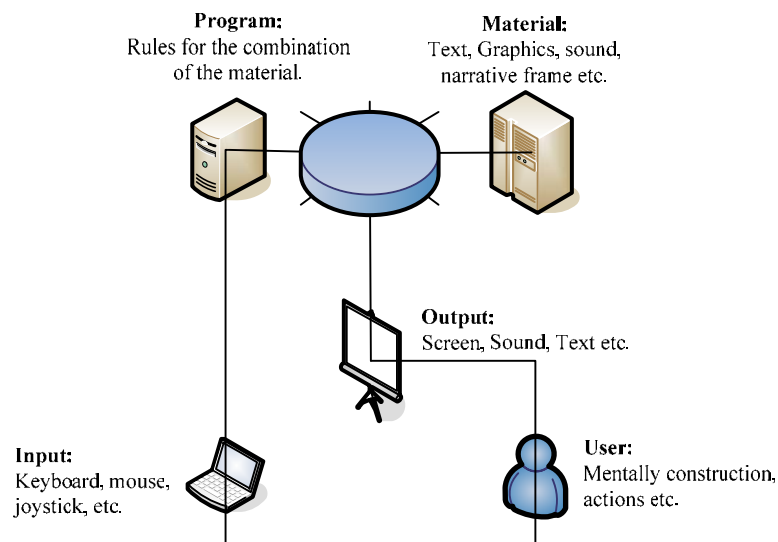 Program:
Rules for the combination
of the material.
Material:
Text, Graphics, sound,
narrative frame etc.
Output:
Screen, Sound, Text etc.
Input:
Keyboard, mouse,
joystick, etc.
User:
Mentally construction,
actions etc.